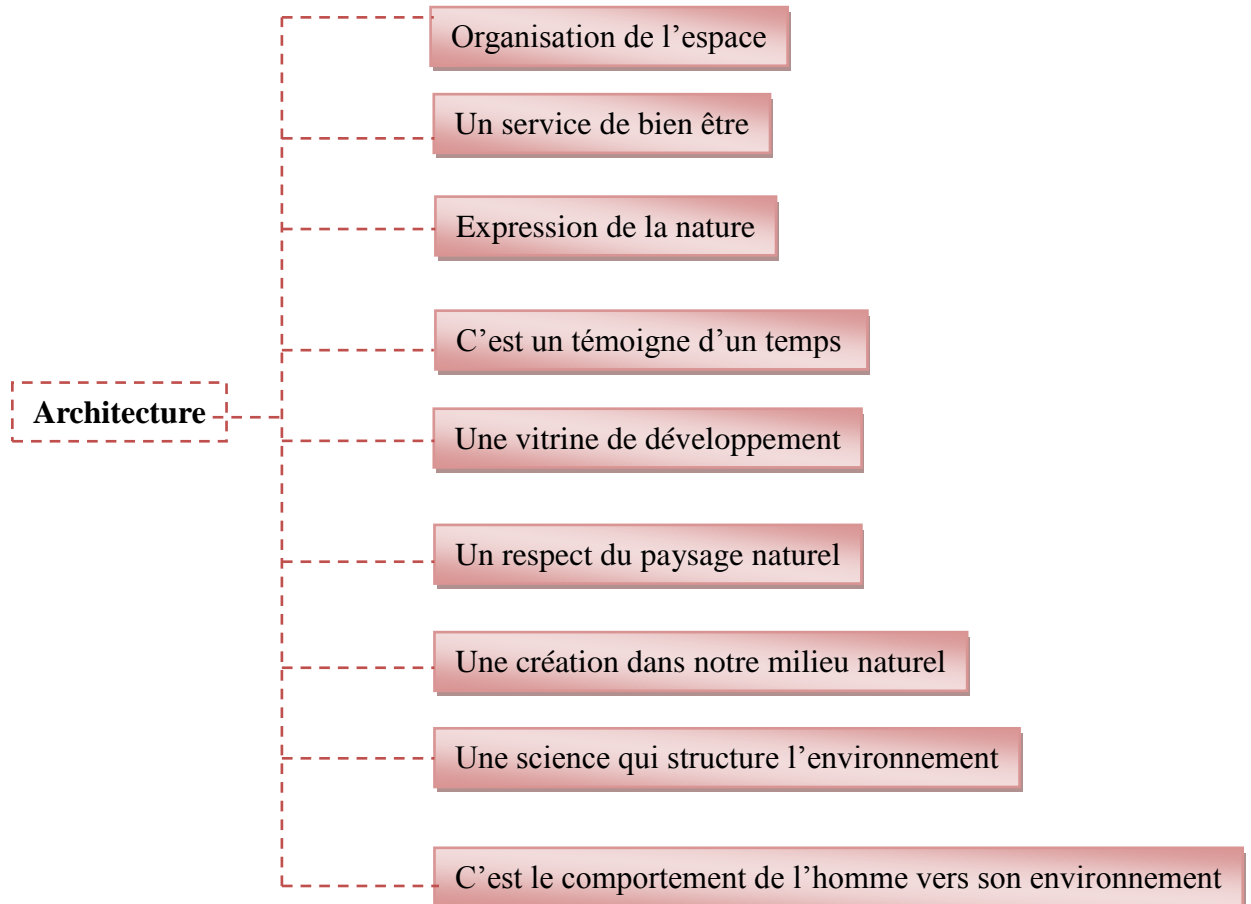 Organisation de l’espace
Un service de bien être
Expression de la nature
C’est un témoigne d’un temps
Architecture
Une vitrine de développement
Un respect du paysage naturel
Une création dans notre milieu naturel
Une science qui structure l’environnement
C’est le comportement de l’homme vers son environnement